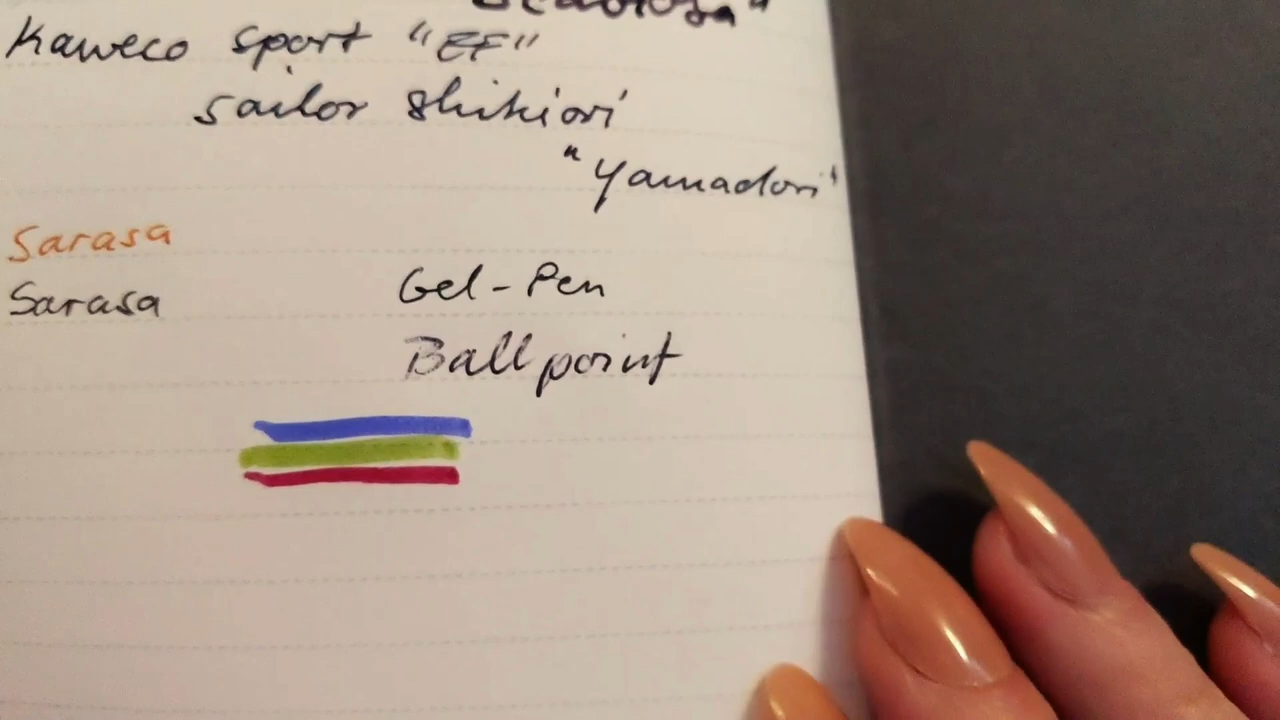 Kaweco sport "EF"
Sailor Shikiori
"Yamadori"
Sarasa
Sarasa
Gel-Pen
Ballpoint